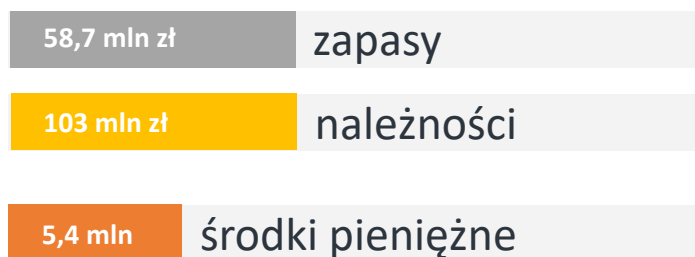 58,7 mln zł zapasy
103 mln zł należności
5,4 mln środki pieniężne